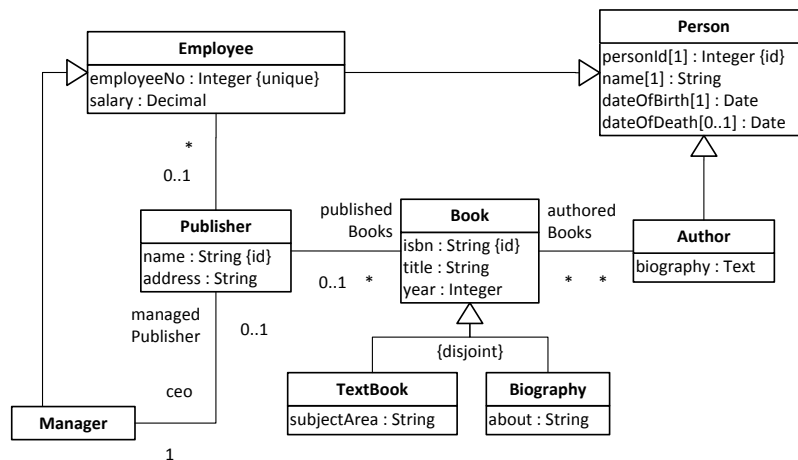 Employee
employeeNo : Integer {unique}
salary : Decimal
Person
personId[1] : Integer {id}
name[1] : String
dateOfBirth[1] : Date
dateOfDeath[0..1] : Date
*
0..1
Publisher
name : String {id}
address : String
published
Books
0..1
*
Book
isbn : String {id}
title : String
year : Integer
authored
Books
*
*
Author
biography : Text
managed
Publisher
0..1
{disjoint}
TextBook
subjectArea : String
Biography
about : String
ceo
Manager
1